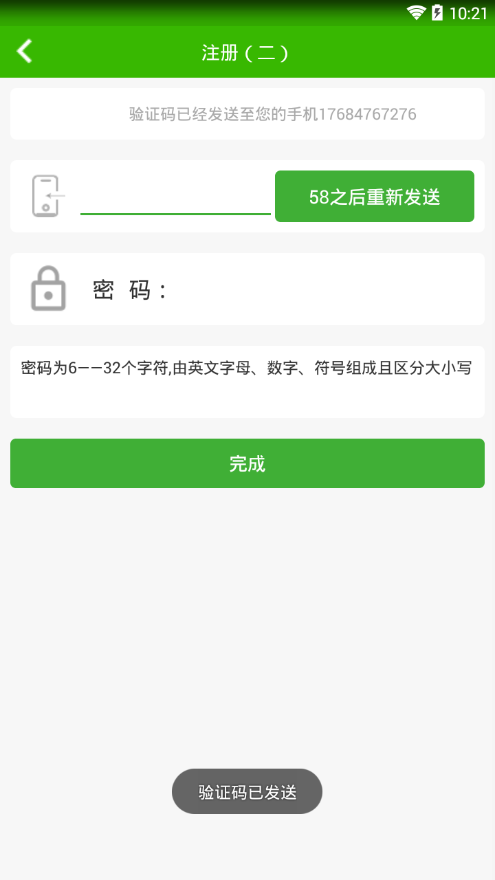 10:21
注册（二）
验证码已经发送至您的手机17684767276
58之后重新发送
密 码：
密码为6——32个字符,由英文字母、数字、符号组成且区分大小写
完成
验证码已发送